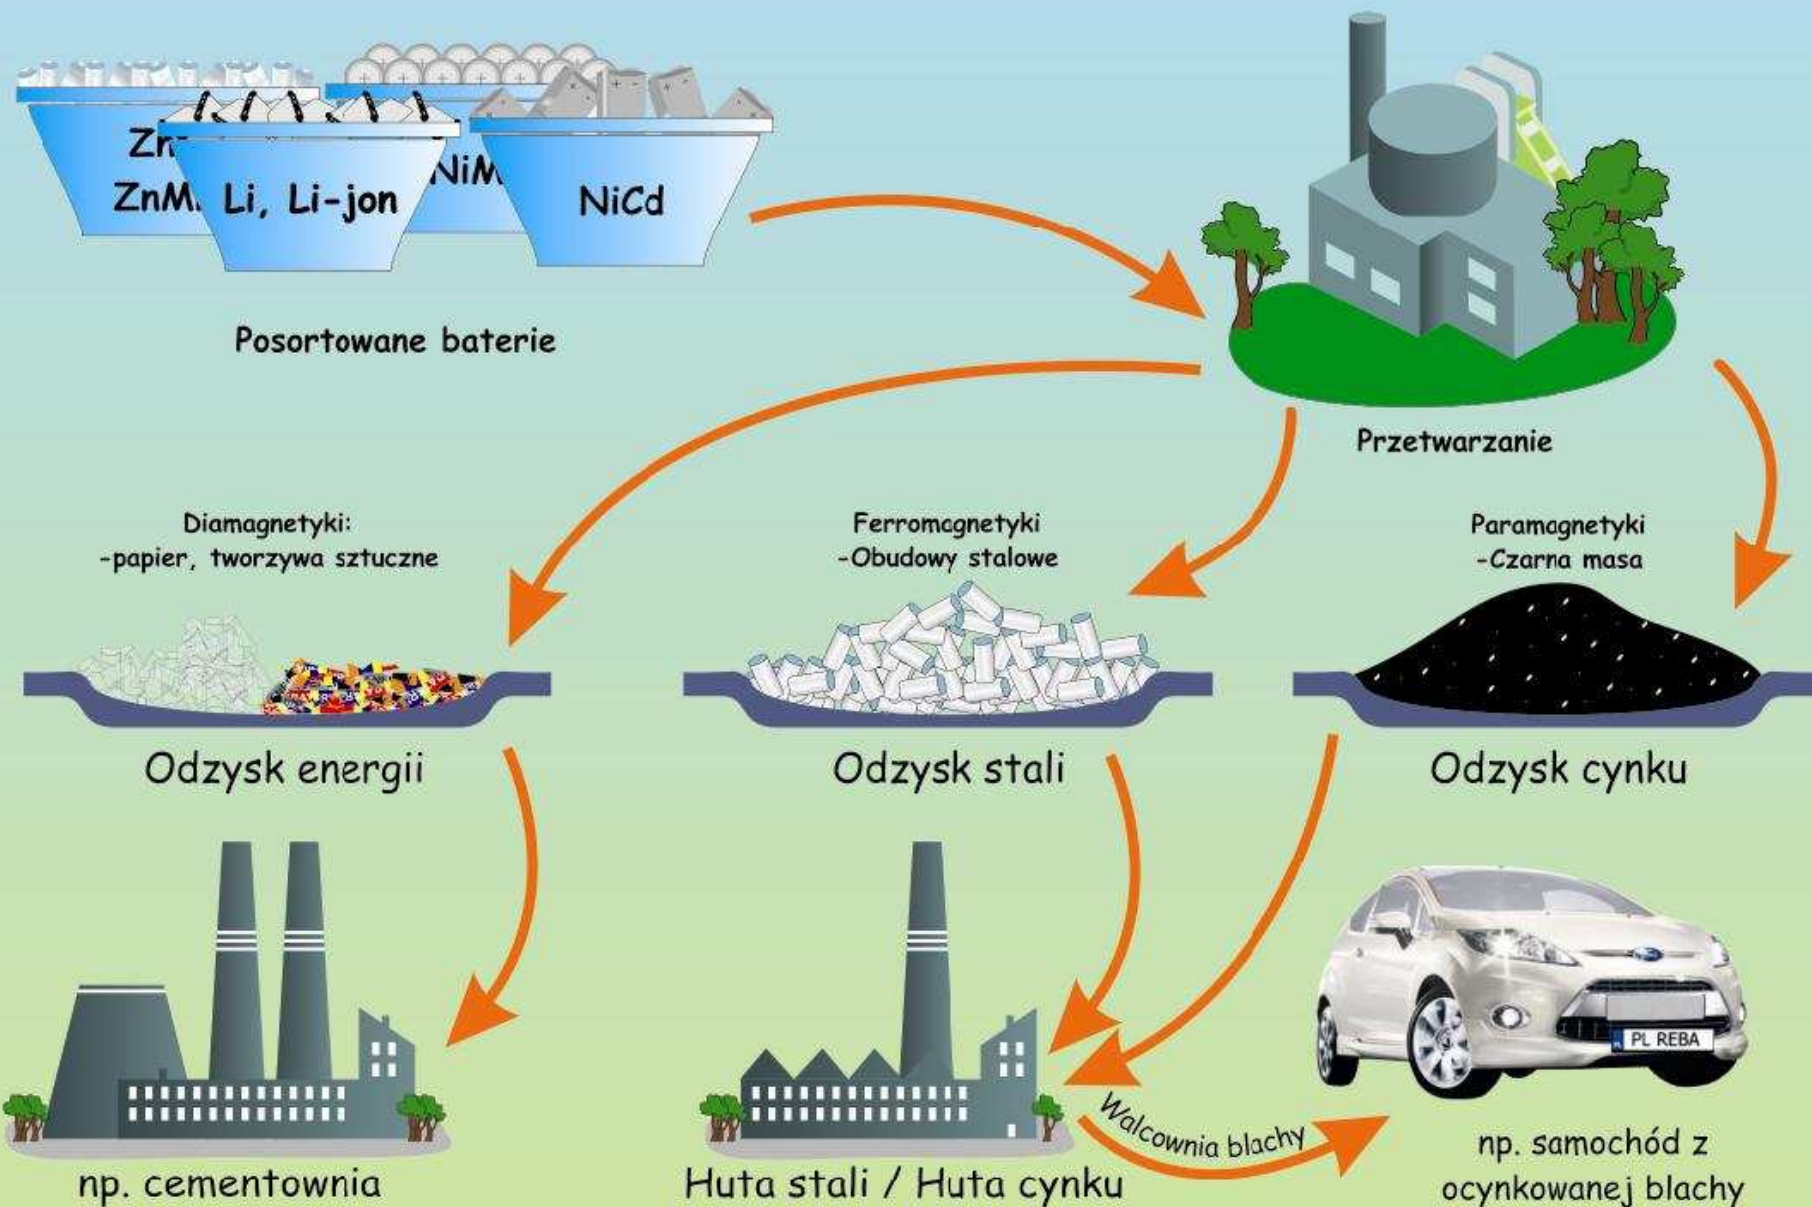 Li, Li-jon
NiCd
Posortowane baterie
Przetwarzanie
Diamagnetyki:
-papier, tworzywa sztuczne
Ferromagnetyki
-Obudowy stalowe
Paramagnetyki
-Czarna masa
Odzysk energii
Odzysk stali
Odzysk cynku
PL REBA
np. cementownia
Huta stali / Huta cynku
Walcownia blachy
np. samochód z
ocynkowanej blachy